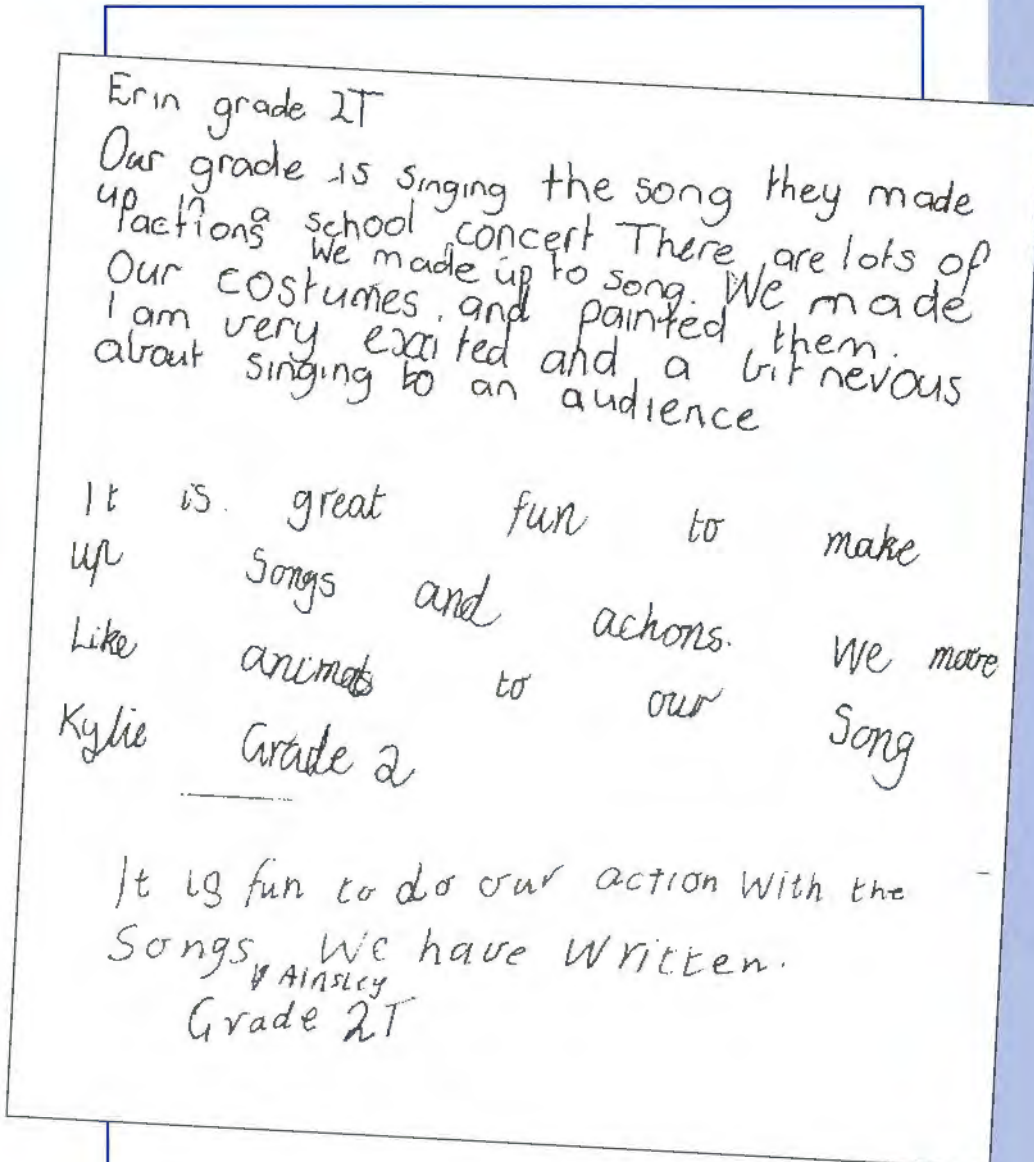 Erin grade 2T
Our grade is singing the song they made
up in a school concert There are lots of
actions we made up to song. We made
Our costumes. and painted them.
I am very excited and a bit nevous
about singing to an audience
It is great fun to make
up Songs and actions. We move
Like animals to our Song
Kylie Grade 2
It is fun to do our action With the
Songs We have Written.
Ainsley
Grade 2T